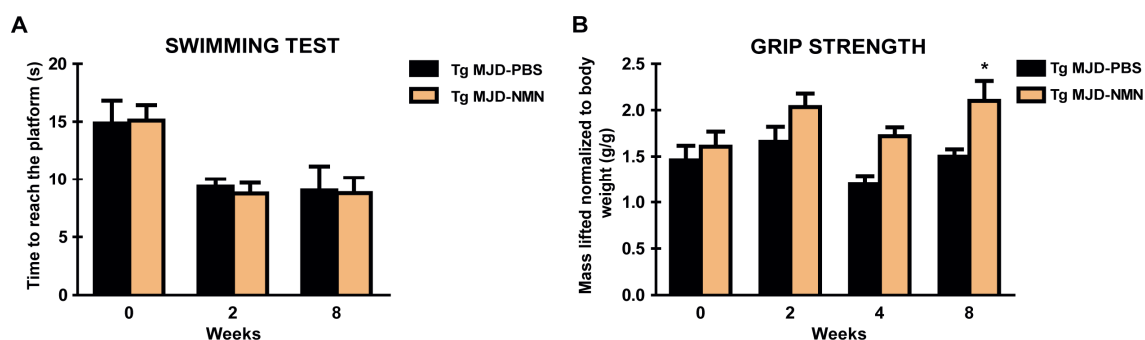 A
SWIMMING TEST
Time to reach the platform (s)
20
15
10
5
0
0
2
8
Weeks
Tg MJD-PBS
Tg MJD-NMN
B
GRIP STRENGTH
Mass lifted normalized to body
weight (g/g)
2.5
2.0
1.5
1.0
0.5
0.0
*
0
2
4
8
Weeks
Tg MJD-PBS
Tg MJD-NMN